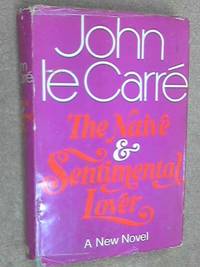 John
le Carré
The Naïve
&
Sentimental
Lover
A New Novel